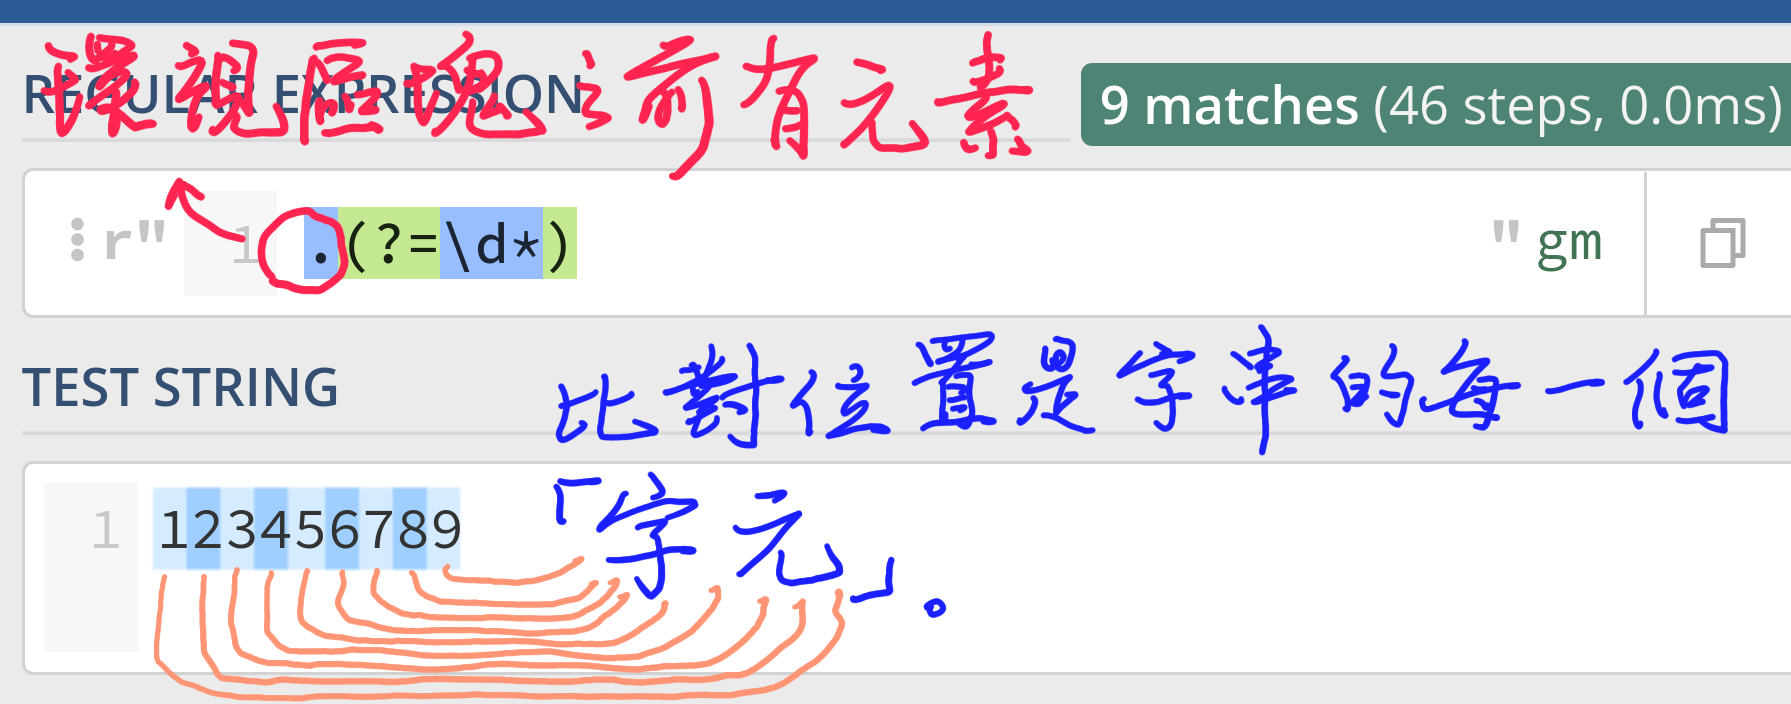 環視區塊之前有元素
REGULAR EXPRESSION
9 matches (46 steps, 0.0ms)
r" 1 .(?=\d*) " gm
TEST STRING
比對位置是字串的每一個
1 123456789
「字元」。